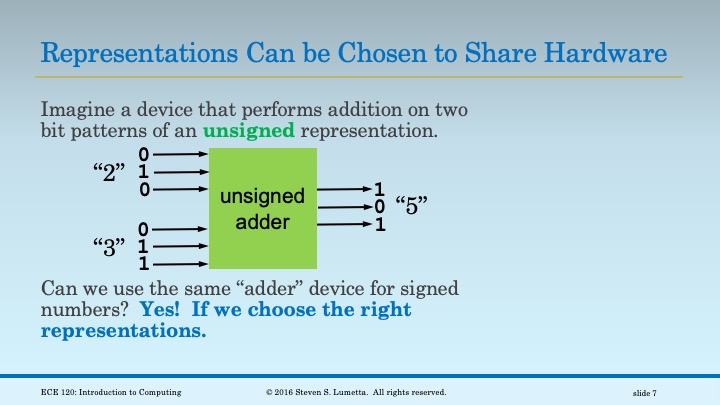 Representations Can be Chosen to Share Hardware
Imagine a device that performs addition on two
bit patterns of an unsigned representation.
0
“2” 1
0
unsigned
adder
0
“3” 1
1
1
0 “5”
1
Can we use the same “adder” device for signed
numbers? Yes! If we choose the right
representations.
ECE 120: Introduction to Computing © 2016 Steven S. Lumetta. All rights reserved. slide 7